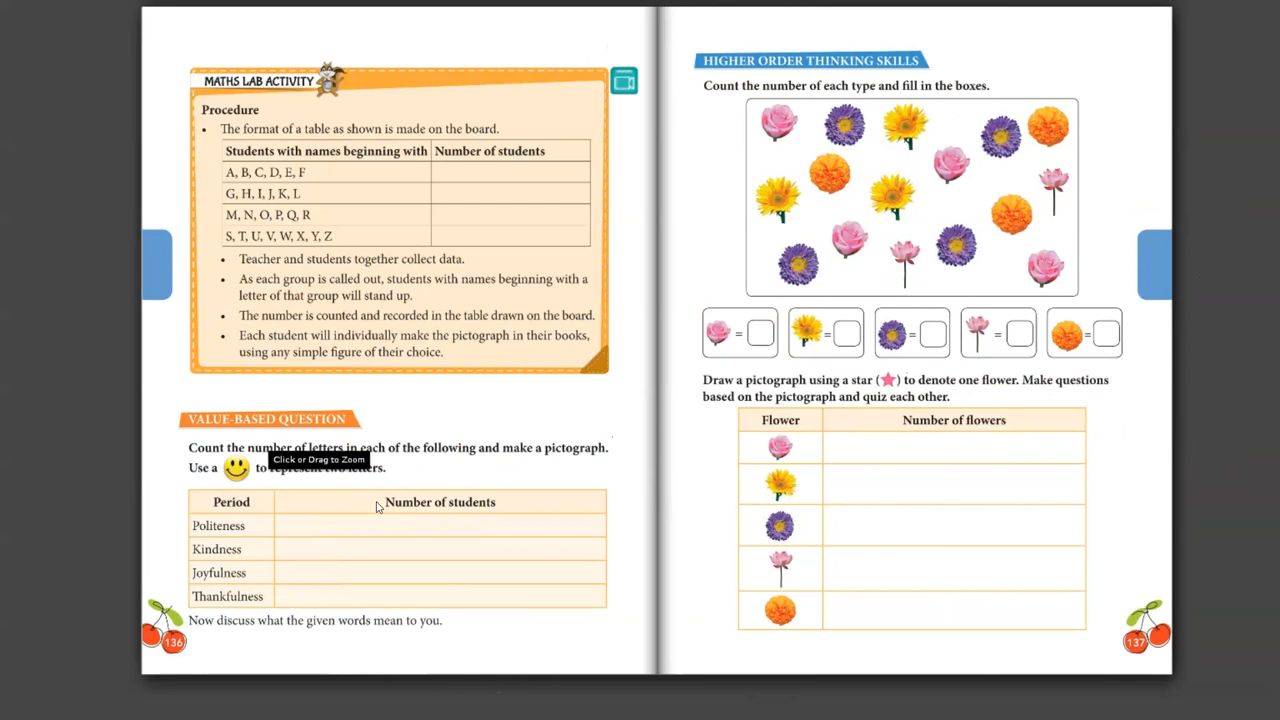 MATHS LAB ACTIVITY
Procedure
• The format of a table as shown is made on the board.
Students with names beginning with Number of students
A, B, C, D, E, F
G, H, I, J, K, L
M, N, O, P, Q, R
S, T, U, V, W, X, Y, Z
• Teacher and students together collect data.
• As each group is called out, students with names beginning with a
letter of that group will stand up.
• The number is counted and recorded in the table drawn on the board.
• Each student will individually make the pictograph in their books,
using any simple figure of their choice.
VALUE-BASED QUESTION
Count the number of letters in each of the following and make a pictograph.
Click or Drag to Zoom
Use a to represent two letters.
Period Number of students
Politeness
Kindness
Joyfulness
Thankfulness
Now discuss what the given words mean to you.
136
HIGHER ORDER THINKING SKILLS
Count the number of each type and fill in the boxes.
= = = = =
Draw a pictograph using a star ( ) to denote one flower. Make questions
based on the pictograph and quiz each other.
Flower Number of flowers
137